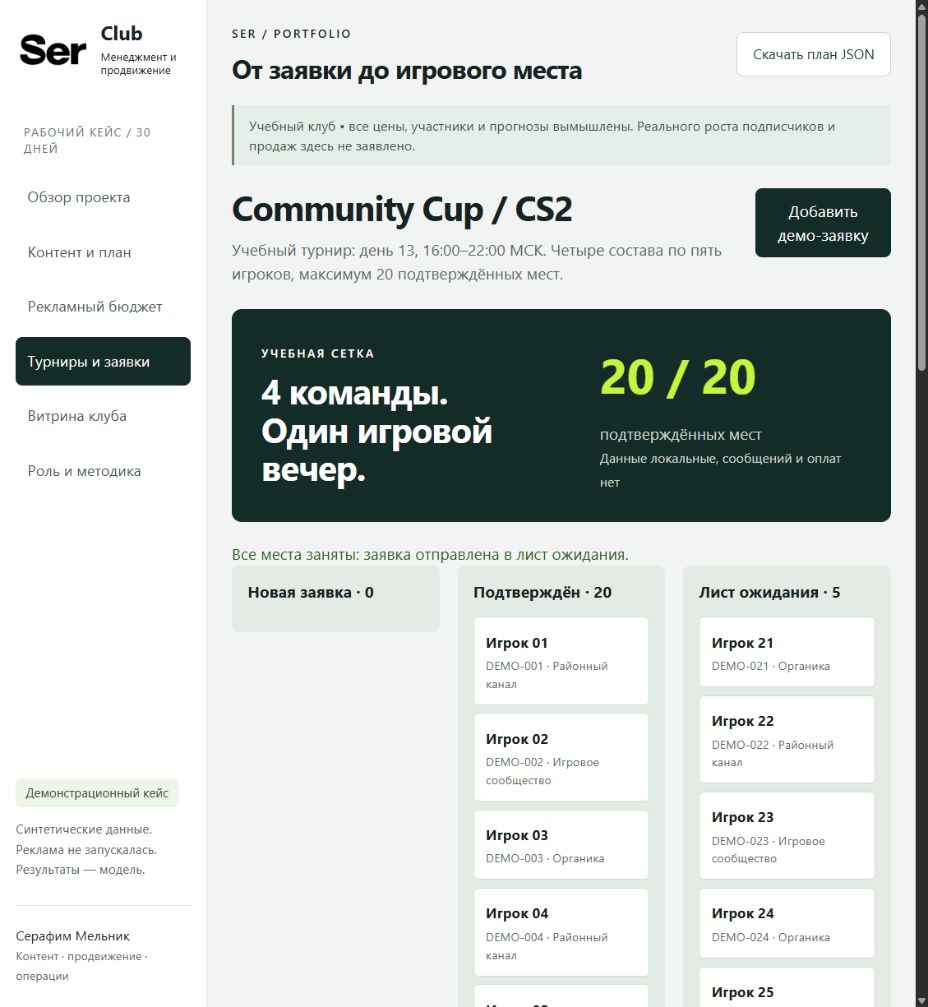 Ser
Club
Менеджмент и
продвижение
РАБОЧИЙ КЕЙС / 30
ДНЕЙ
Обзор проекта
Контент и план
Рекламный бюджет
Турниры и заявки
Витрина клуба
Роль и методика
Демонстрационный кейс
Синтетические данные.
Реклама не запускалась.
Результаты — модель.
Серафим Мельник
Контент · продвижение ·
операции
SER / PORTFOLIO
От заявки до игрового места
Скачать план JSON
Учебный клуб • все цены, участники и прогнозы вымышлены. Реального роста подписчиков и
продаж здесь не заявлено.
Community Cup / CS2
Учебный турнир: день 13, 16:00–22:00 МСК. Четыре состава по пять
игроков, максимум 20 подтверждённых мест.
Добавить
демо-заявку
УЧЕБНАЯ СЕТКА
4 команды.
Один игровой
вечер.
20 / 20
подтверждённых мест
Данные локальные, сообщений и оплат
нет
Все места заняты: заявка отправлена в лист ожидания.
Новая заявка · 0
Подтверждён · 20
Игрок 01
DEMO-001 · Районный
канал
Игрок 02
DEMO-002 · Игровое
сообщество
Игрок 03
DEMO-003 · Органика
Игрок 04
DEMO-004 · Районный
канал
Лист ожидания · 5
Игрок 21
DEMO-021 · Органика
Игрок 22
DEMO-022 · Районный
канал
Игрок 23
DEMO-023 · Игровое
сообщество
Игрок 24
DEMO-024 · Органика
Игрок 25